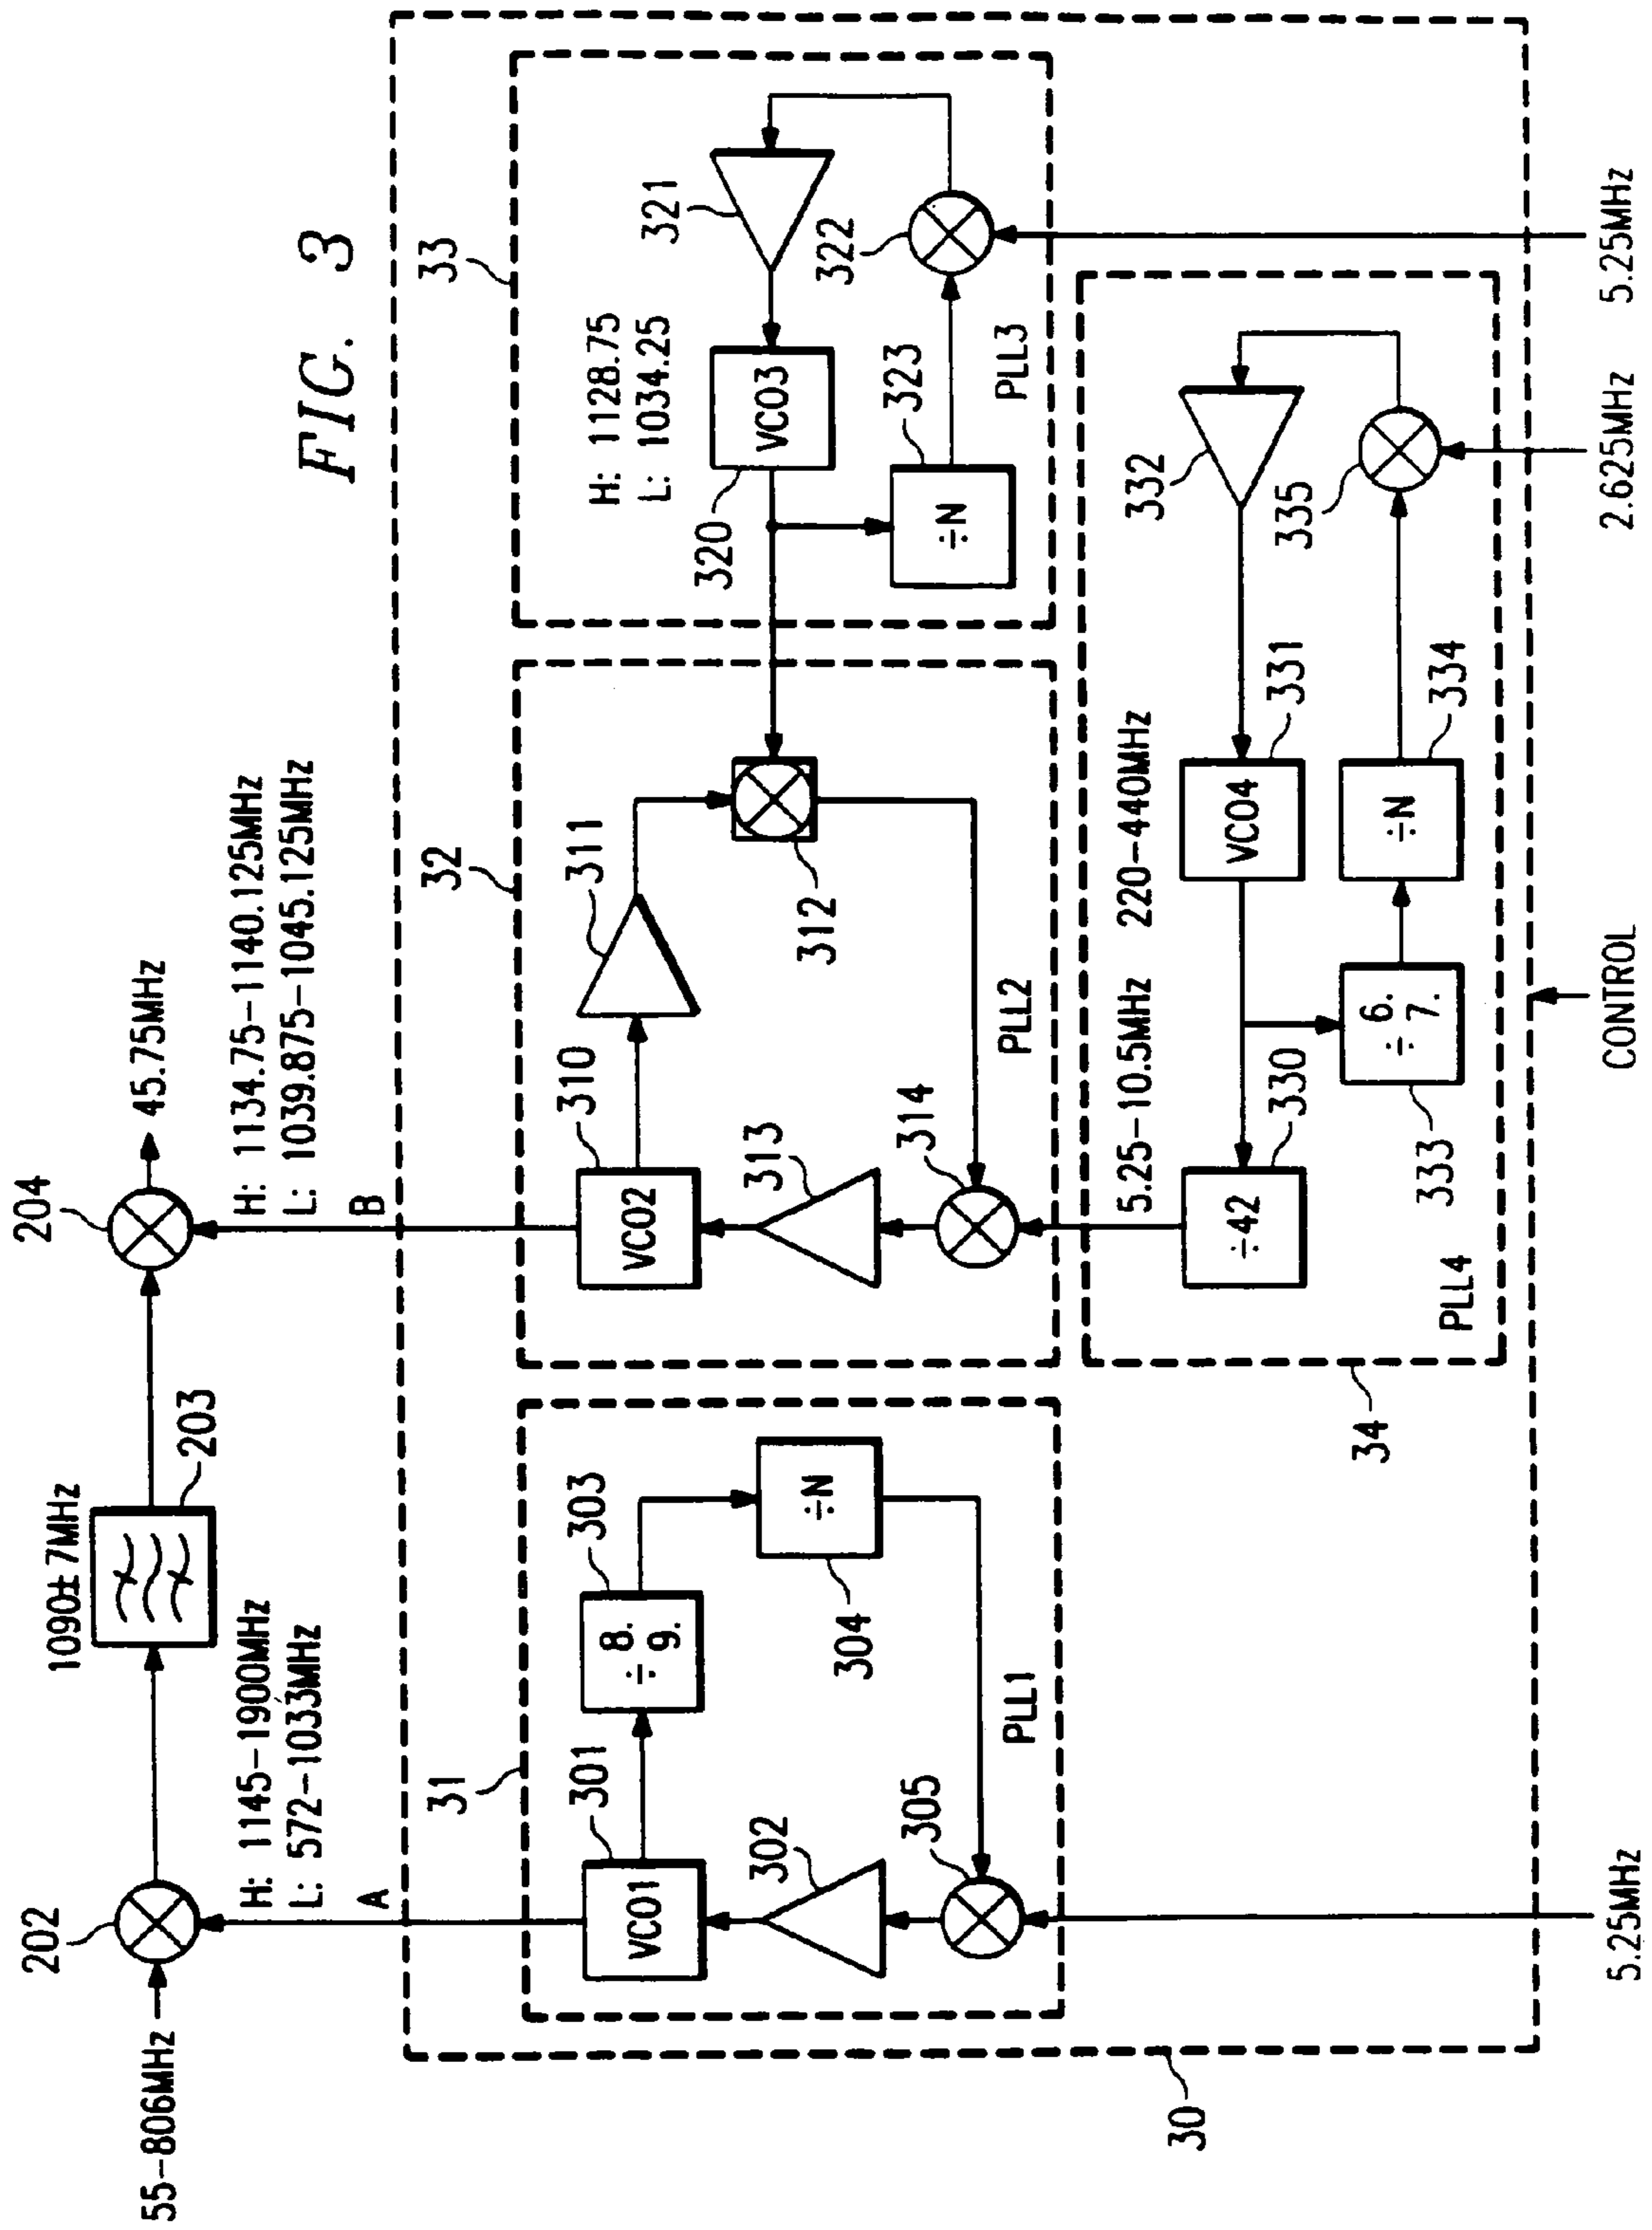 FIG. 3
55-806MHz
202
1090± 7MHz
203
204
45.75MHz
H: 1145-1900MHz
L: 572-1033MHz
A
H: 1134.75-1140.125MHz
L: 1039.875-1045.125MHz
B
31
301
VCO1
303
÷ 8.
9.
302
304
÷N
305
PLL1
32
310
VCO2
311
312
313
314
PLL2
33
H: 1128.75
L: 1034.25
320
VCO3
321
322
323
÷N
PLL3
5.25-10.5MHz
220-440MHz
÷42
330
VCO4
331
332
333
÷ 6.
7.
÷N
334
335
PLL4
34
30
5.25MHz
CONTROL
2.625MHz
5.25MHz